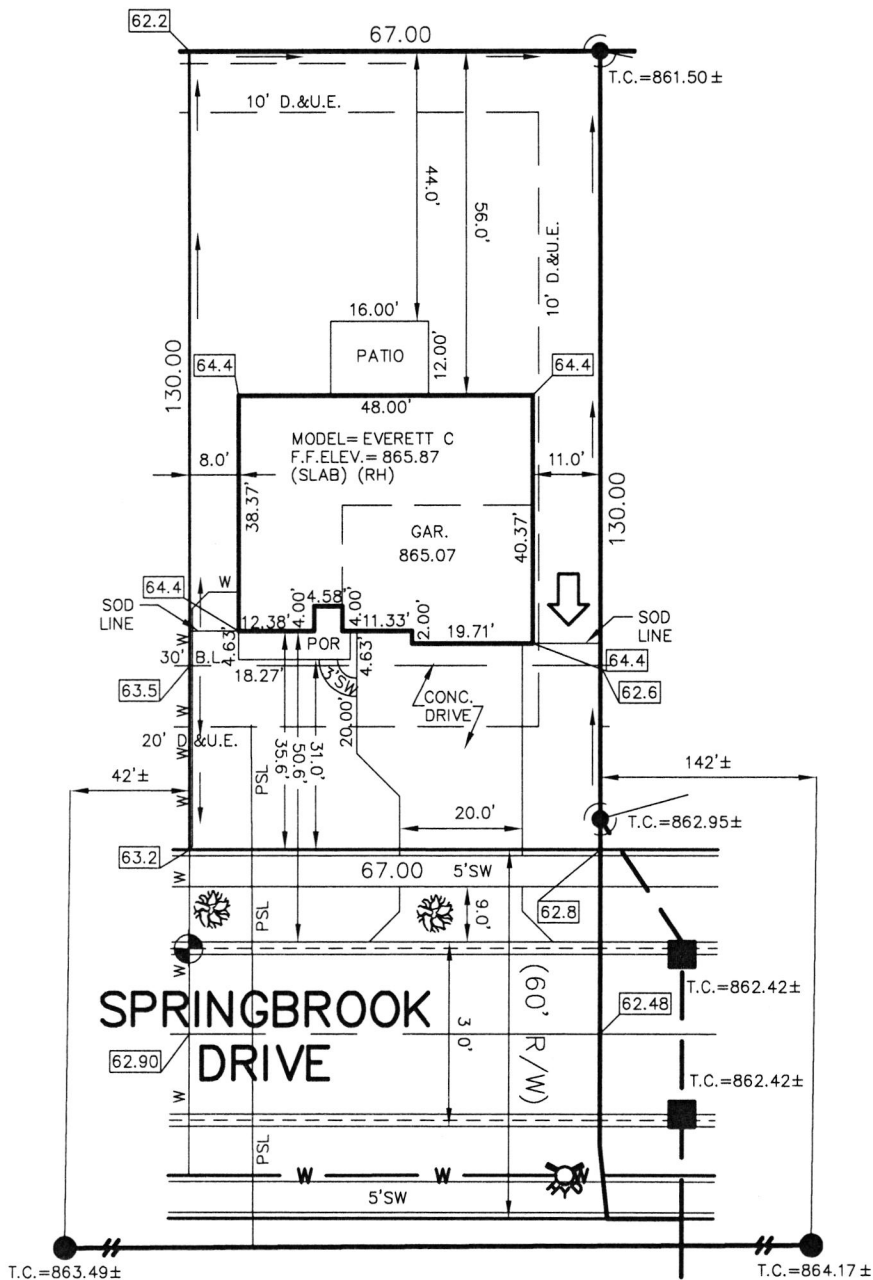 62.2
67.00
T.C.=861.50±
10' D.&U.E.
44.0'
56.0'
10' D.&U.E.
16.00'
PATIO
12.00'
130.00
64.4
64.4
48.00'
MODEL= EVERETT C
F.F.ELEV.= 865.87
(SLAB) (RH)
8.0'
11.0'
38.37'
GAR.
865.07
40.37'
130.00
64.4
W
4.58'
SOD
LINE
12.38'
4.00'
4.00'
11.33'
2.00'
19.71'
SOD
LINE
W
4.63'
POR
4.63'
30' B.L.
18.27'
3'SW
64.4
63.5
62.6
W
CONC.
DRIVE
20.00'
20' D.&U.E.
W
35.6'
50.6'
31.0'
PSL
42'±
142'±
W
20.0'
T.C.=862.95±
63.2
67.00
5'SW
W
PSL
9.0'
62.8
W
T.C.=862.42±
SPRINGBROOK
DRIVE
3.0'
(60' R/W)
62.48
62.90
T.C.=862.42±
W
PSL
W
W
W
5'SW
T.C.=863.49±
T.C.=864.17±